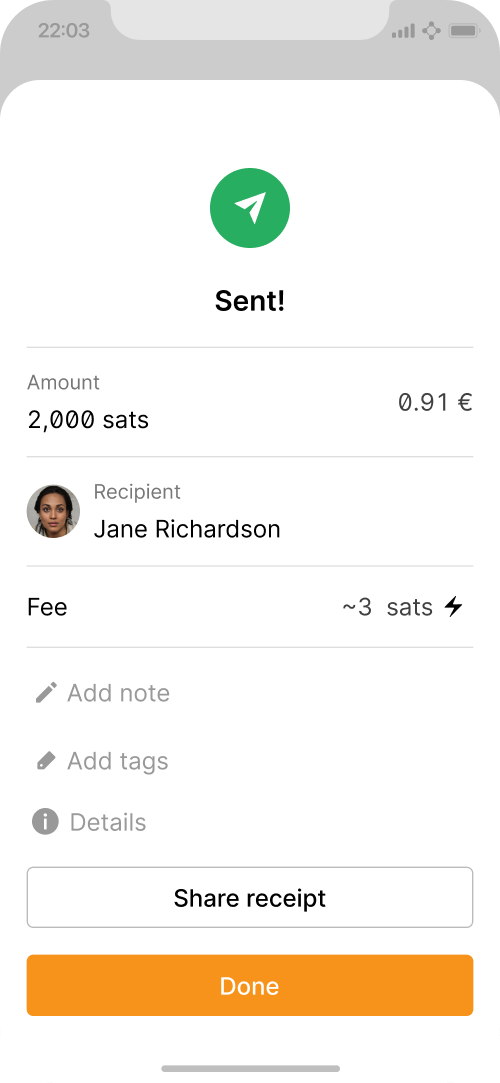 22:03
Sent!
Amount
2,000 sats
0.91 €
Recipient
Jane Richardson
Fee
~3 sats
Add note
Add tags
Details
Share receipt
Done